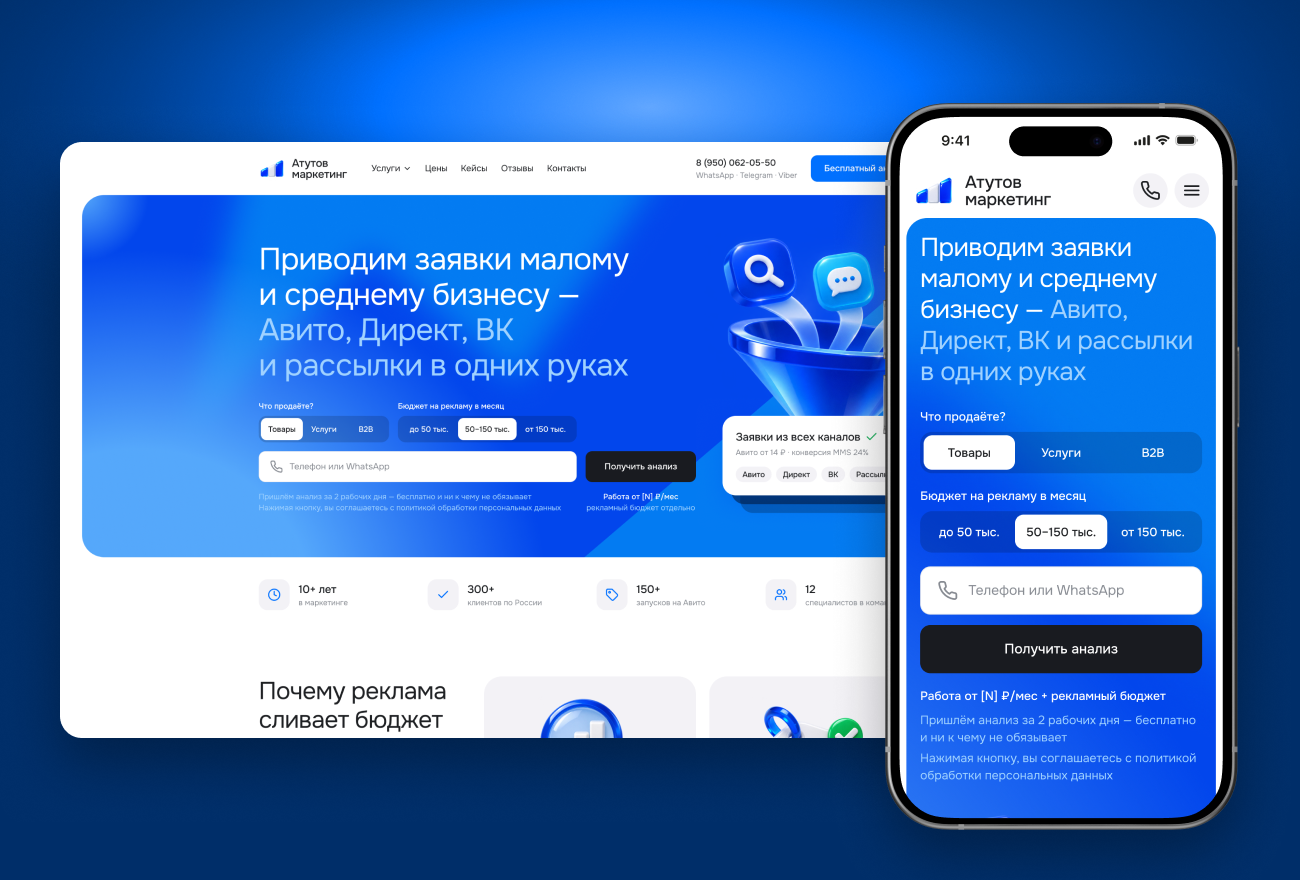 Атутов
маркетинг
Услуги
Цены
Кейсы
Отзывы
Контакты
8 (950) 062-05-50
WhatsApp · Telegram · Viber
Бесплатный
Приводим заявки малому
и среднему бизнесу —
Авито, Директ, ВК
и рассылки в одних руках
Что продаёте?
Бюджет на рекламу в месяц
Товары
Услуги
B2B
до 50 тыс.
50–150 тыс.
от 150 тыс.
Телефон или WhatsApp
Получить анализ
Пришлём анализ за 2 рабочих дня — бесплатно и ни к чему не обязывает
Нажимая кнопку, вы соглашаетесь с политикой обработки персональных данных
Работа от [N] ₽/мес
рекламный бюджет отдельно
Заявки из всех каналов
Авито от 14 ₽ · конверсия MMS 24%
Авито
Директ
ВК
10+ лет
в маркетинге
300+
клиентов по России
150+
запусков на Авито
12
специалистов в
Почему реклама
сливает бюджет
9:41
Атутов
маркетинг
Приводим заявки
малому и среднему
бизнесу — Авито,
Директ, ВК и рассылки
в одних руках
Что продаёте?
Товары
Услуги
B2B
Бюджет на рекламу в месяц
до 50 тыс.
50–150 тыс.
от 150 тыс.
Телефон или WhatsApp
Получить анализ
Работа от [N] ₽/мес + рекламный бюджет
Пришлём анализ за 2 рабочих дня — бесплатно
и ни к чему не обязывает
Нажимая кнопку, вы соглашаетесь с политикой
обработки персональных данных